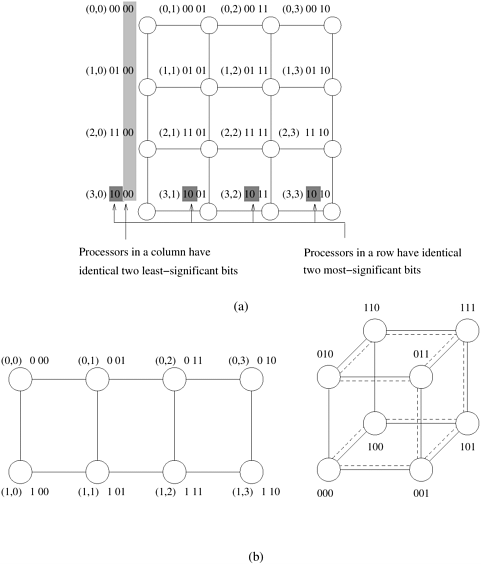 (0,0) 00 00 (0,1) 00 01 (0,2) 00 11 (0,3) 00 10
(1,0) 01 00 (1,1) 01 01 (1,2) 01 11 (1,3) 01 10
(2,0) 11 00 (2,1) 11 01 (2,2) 11 11 (2,3) 11 10
(3,0) 10 00 (3,1) 10 01 (3,2) 10 11 (3,3) 10 10
Processors in a column have
identical two least−significant bits
Processors in a row have identical
two most−significant bits
(a)
110 111
(0,0) 0 00 (0,1) 0 01 (0,2) 0 11 (0,3) 0 10
010 011
100 101
(1,0) 1 00 (1,1) 1 01 (1,2) 1 11 (1,3) 1 10
000 001
(b)